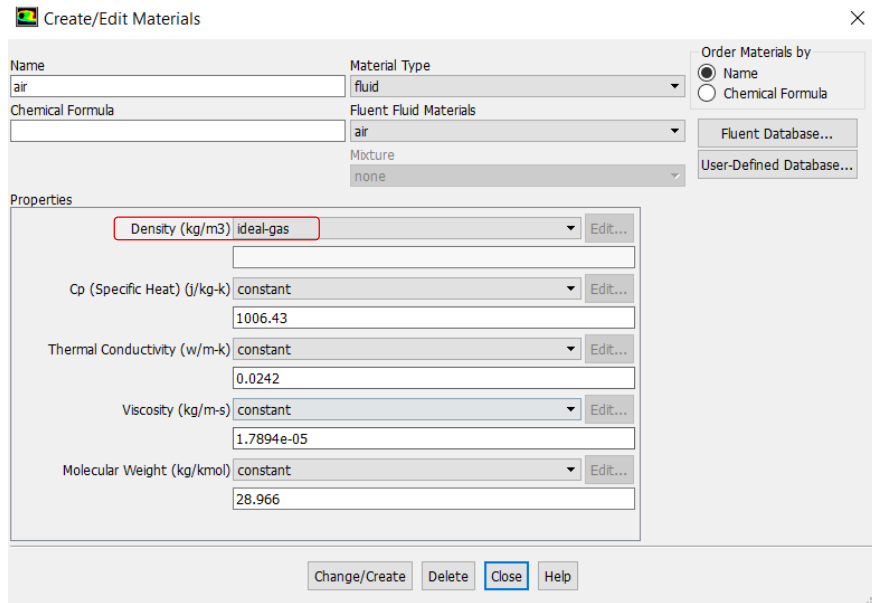 Create/Edit Materials
Name
air
Chemical Formula
Material Type
fluid
Fluent Fluid Materials
air
Mixture
none
Order Materials by
Name
Chemical Formula
Fluent Database...
User-Defined Database...
Properties
Density (kg/m3) ideal-gas Edit...
Cp (Specific Heat) (j/kg-k) constant Edit...
1006.43
Thermal Conductivity (w/m-k) constant Edit...
0.0242
Viscosity (kg/m-s) constant Edit...
1.7894e-05
Molecular Weight (kg/kmol) constant Edit...
28.966
Change/Create Delete Close Help